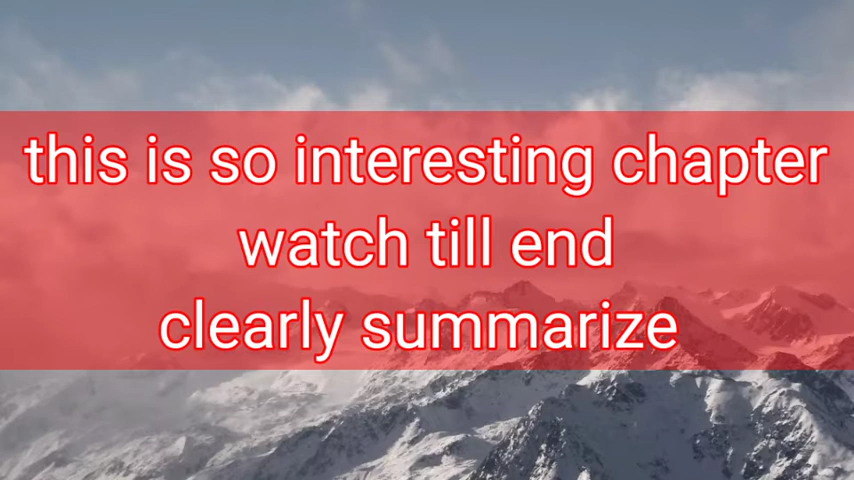 this is so interesting chapter
watch till end
clearly summarize